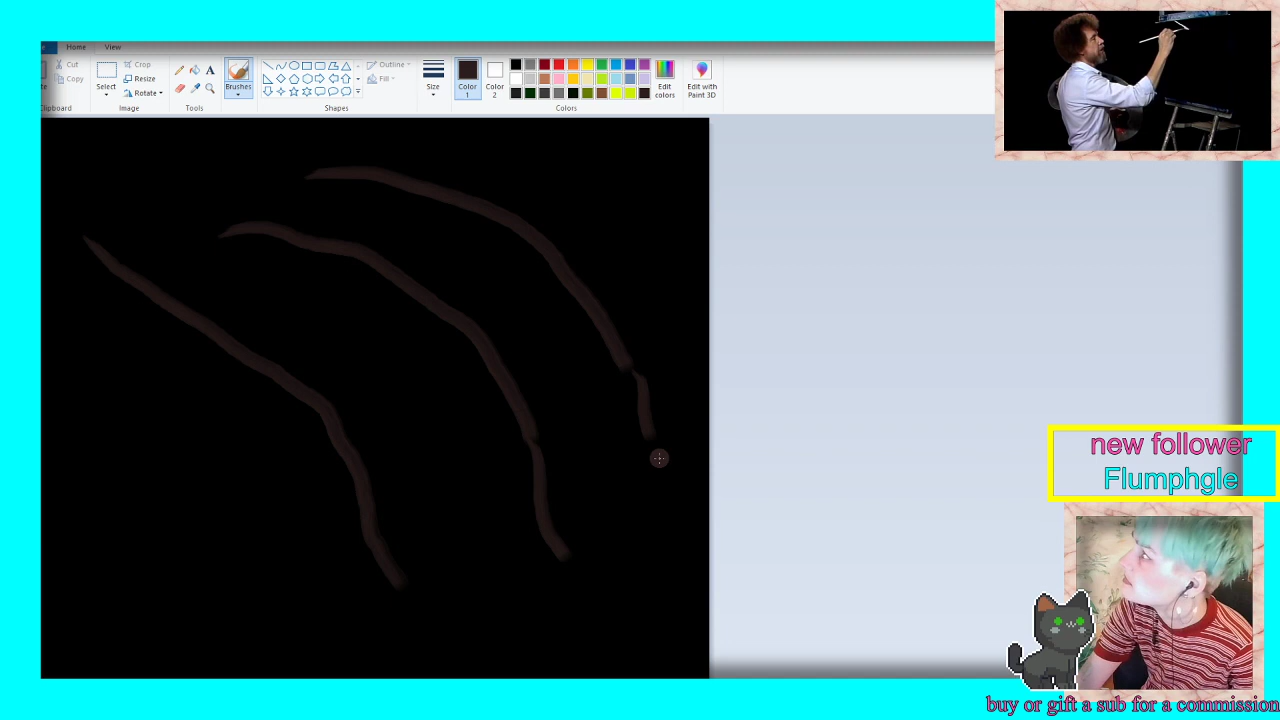 Home View
Cut
Copy
Clipboard
Select
Crop
Resize
Rotate
Image
A
Tools
Brushes
Outline
Fill
Shapes
Size
Color
1
Color
2
Edit
colors
Colors
Edit with
Paint 3D
new follower
Flumphgle
buy or gift a sub for a commission